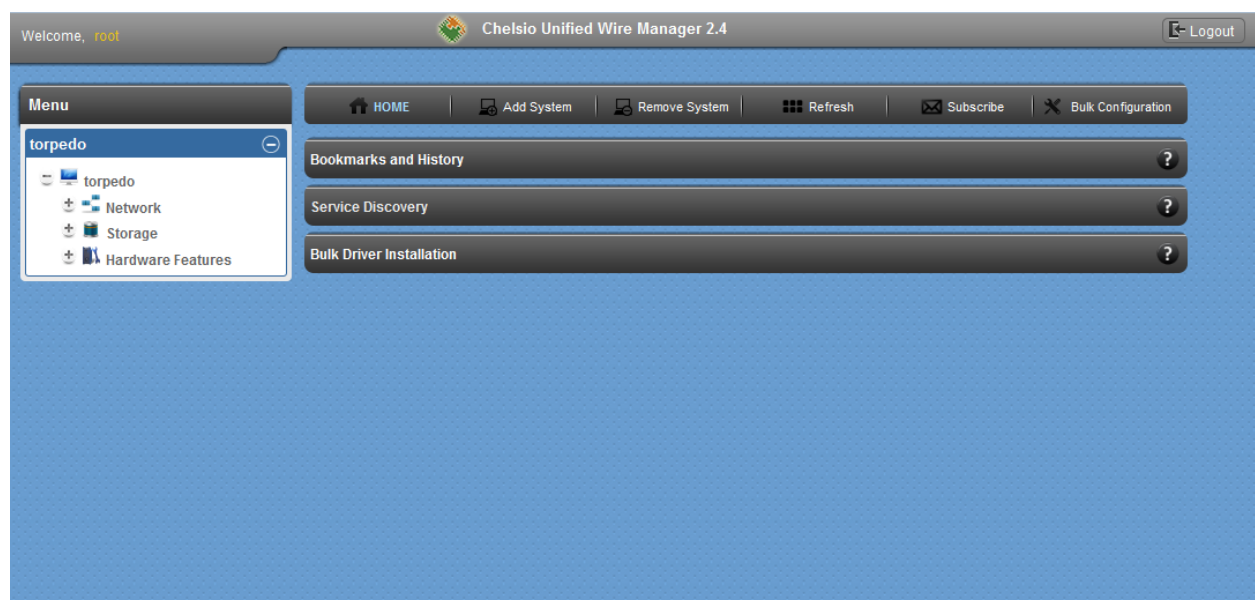 Welcome, root
Chelsio Unified Wire Manager 2.4
Logout
Menu
HOME
Add System
Remove System
Refresh
Subscribe
Bulk Configuration
torpedo
torpedo
Network
Storage
Hardware Features
Bookmarks and History
?
Service Discovery
?
Bulk Driver Installation
?